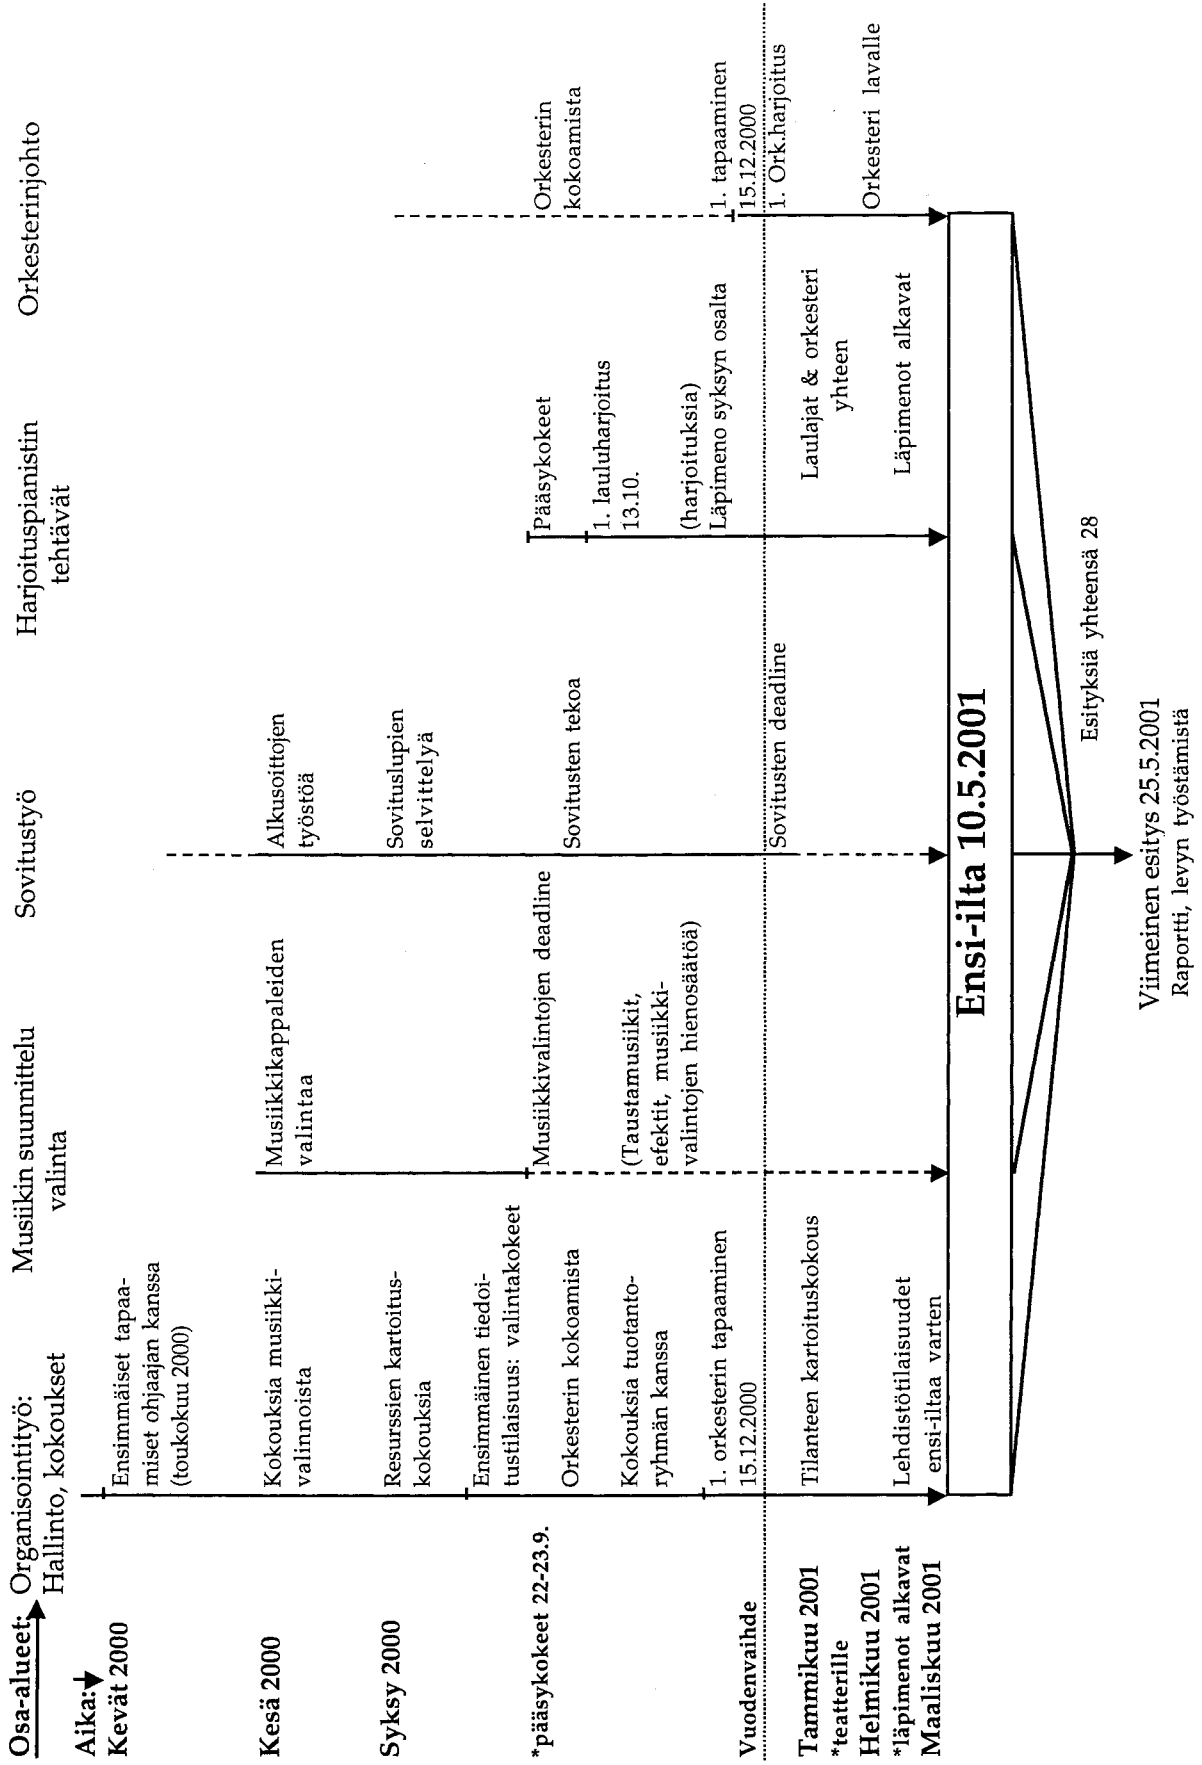 Osa-alueet:
Organisointityö:
Hallinto, kokoukset
Musiikin suunnittelu
valinta
Sovitustyö
Harjoituspianistin
tehtävät
Orkesterinjohto
Aika:
Kevät 2000
Ensimmäiset tapaa-
miset ohjaajan kanssa
(toukokuu 2000)
Kesä 2000
Kokouksia musiikki-
valinnoista
Musiikkikappaleiden
valintaa
Alkusoittojen
työstöä
Syksy 2000
Resurssien kartoitus-
kokouksia
Sovituslupien
selvittelyä
Ensimmäinen tiedoi-
tustilaisuus: valintakokeet
*pääsykokeet 22-23.9.
Orkesterin kokoamista
Musiikkivalintojen deadline
Sovitusten tekoa
Pääsykokeet
1. lauluharjoitus
13.10.
Orkesterin
kokoamista
Kokouksia tuotanto-
ryhmän kanssa
(Taustamusiikit,
efektit, musiikki-
valintojen hienosäätöä)
(harjoituksia)
Läpimeno syksyn osalta
1. orkesterin tapaaminen
15.12.2000
1. tapaaminen
15.12.2000
Vuodenvaihde
Sovitusten deadline
1. Ork.harjoitus
Tammikuu 2001
*teatterille
Tilanteen kartoituskokous
Laulajat & orkesteri
yhteen
Helmikuu 2001
*läpimenot alkavat
Maaliskuu 2001
Lehdistötilaisuudet
ensi-iltaa varten
Läpimenot alkavat
Orkesteri lavalle
Ensi-ilta 10.5.2001
Esityksiä yhteensä 28
Viimeinen esitys 25.5.2001
Raportti, levyn työstämistä